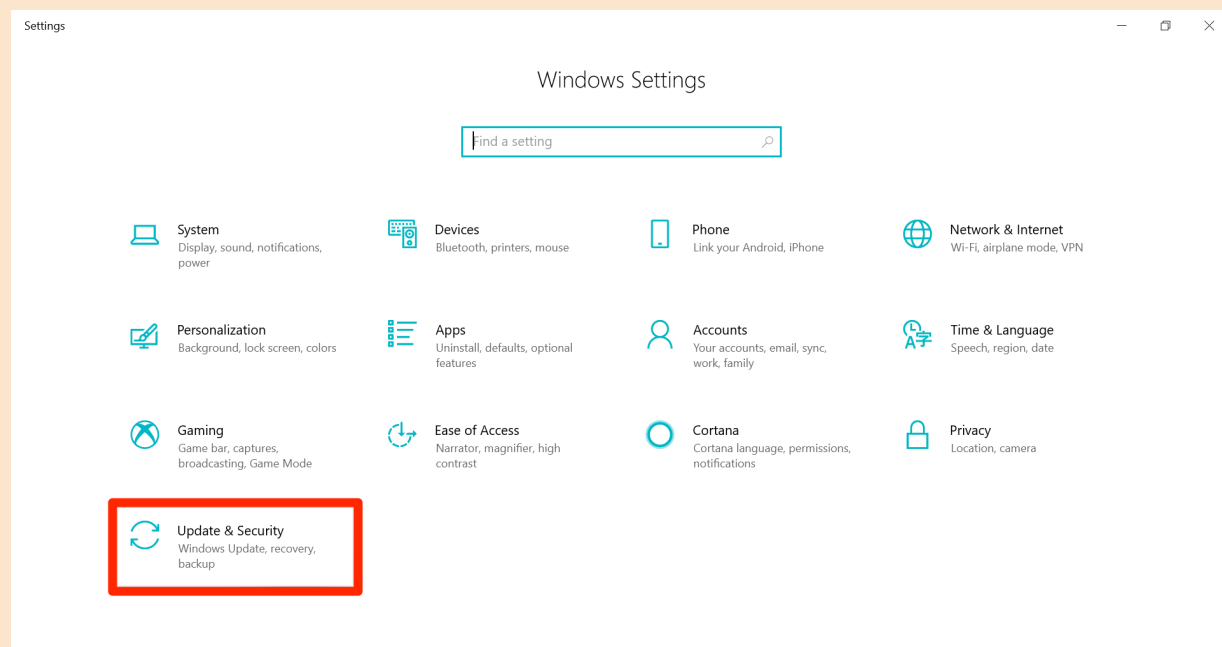 Settings
Windows Settings
Find a setting
System
Display, sound, notifications,
power
Devices
Bluetooth, printers, mouse
Phone
Link your Android, iPhone
Network & Internet
Wi-Fi, airplane mode, VPN
Personalization
Background, lock screen, colors
Apps
Uninstall, defaults, optional
features
Accounts
Your accounts, email, sync,
work, family
Time & Language
Speech, region, date
Gaming
Game bar, captures,
broadcasting, Game Mode
Ease of Access
Narrator, magnifier, high
contrast
Cortana
Cortana language, permissions,
notifications
Privacy
Location, camera
Update & Security
Windows Update, recovery,
backup